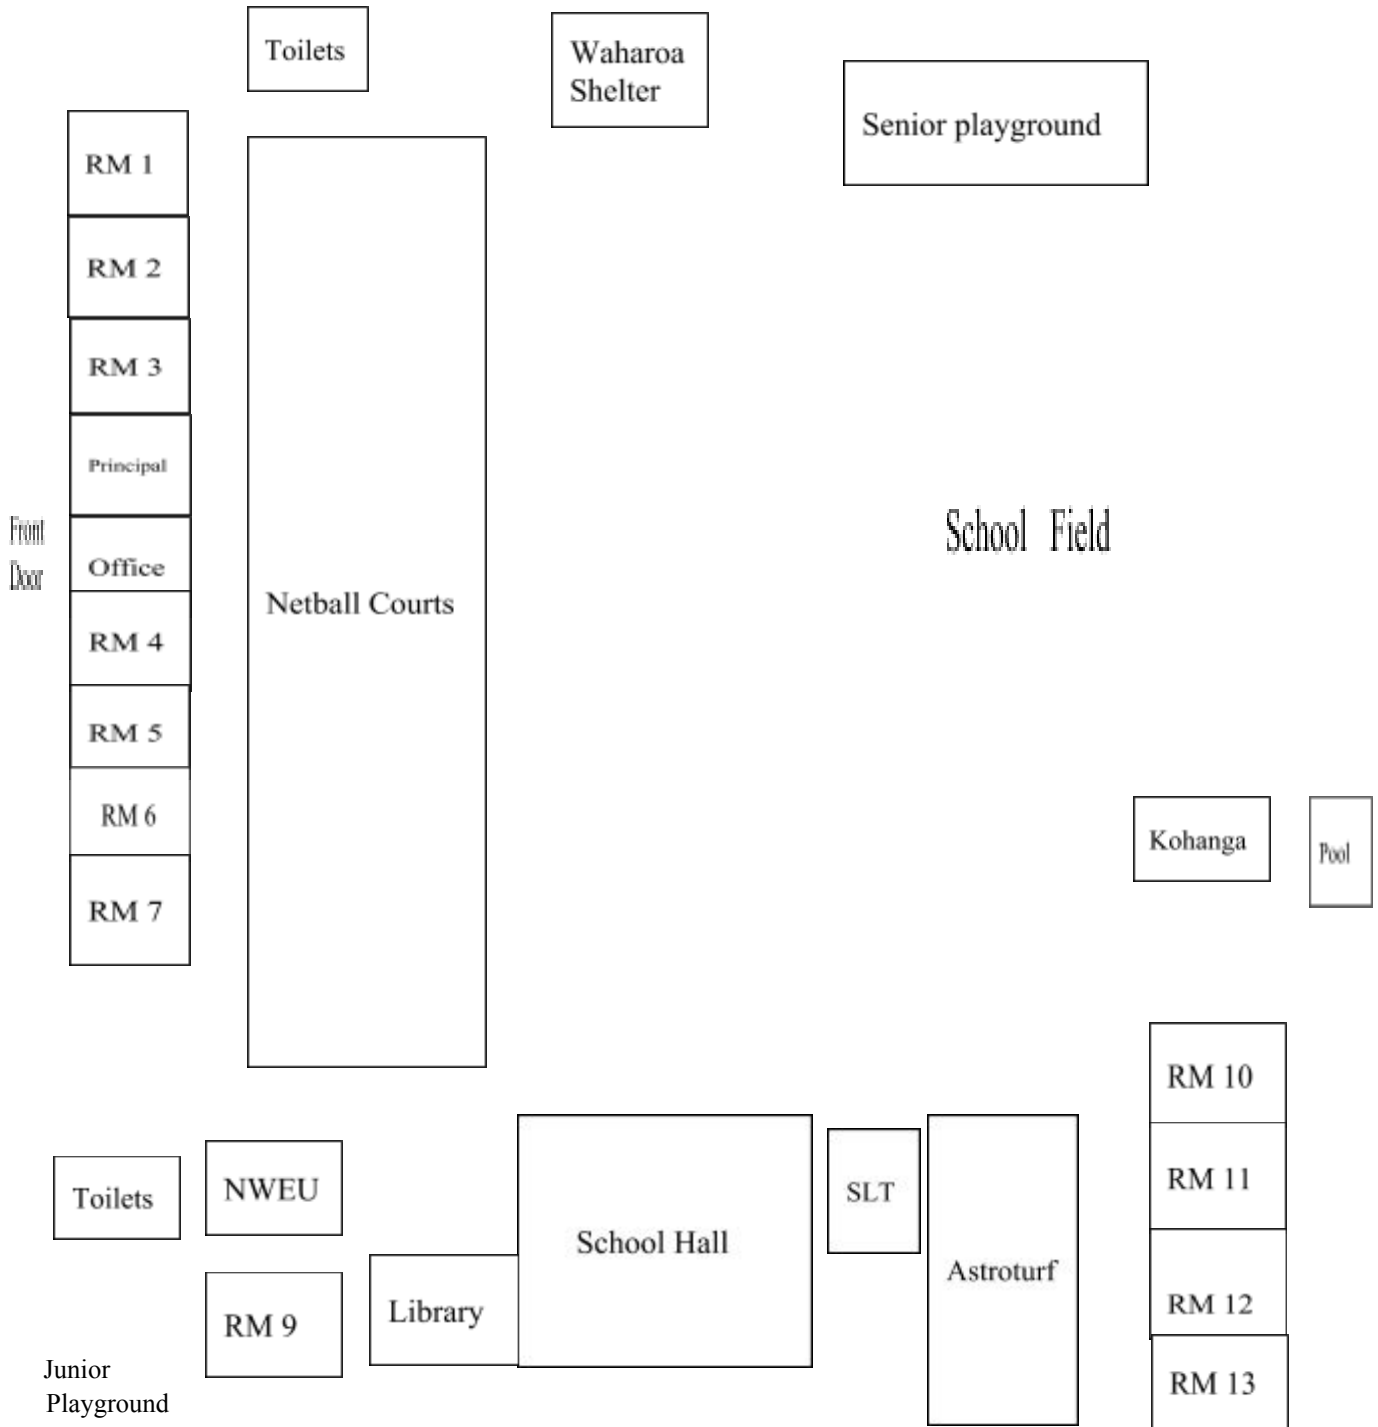 Toilets
Waharoa
Shelter
Senior playground
RM 1
RM 2
RM 3
Principal
Front
Door
Office
School Field
Netball Courts
RM 4
RM 5
RM 6
Kohanga
Pool
RM 7
RM 10
RM 11
Toilets
NWEU
SLT
School Hall
Astroturf
Library
RM 9
RM 12
Junior
Playground
RM 13